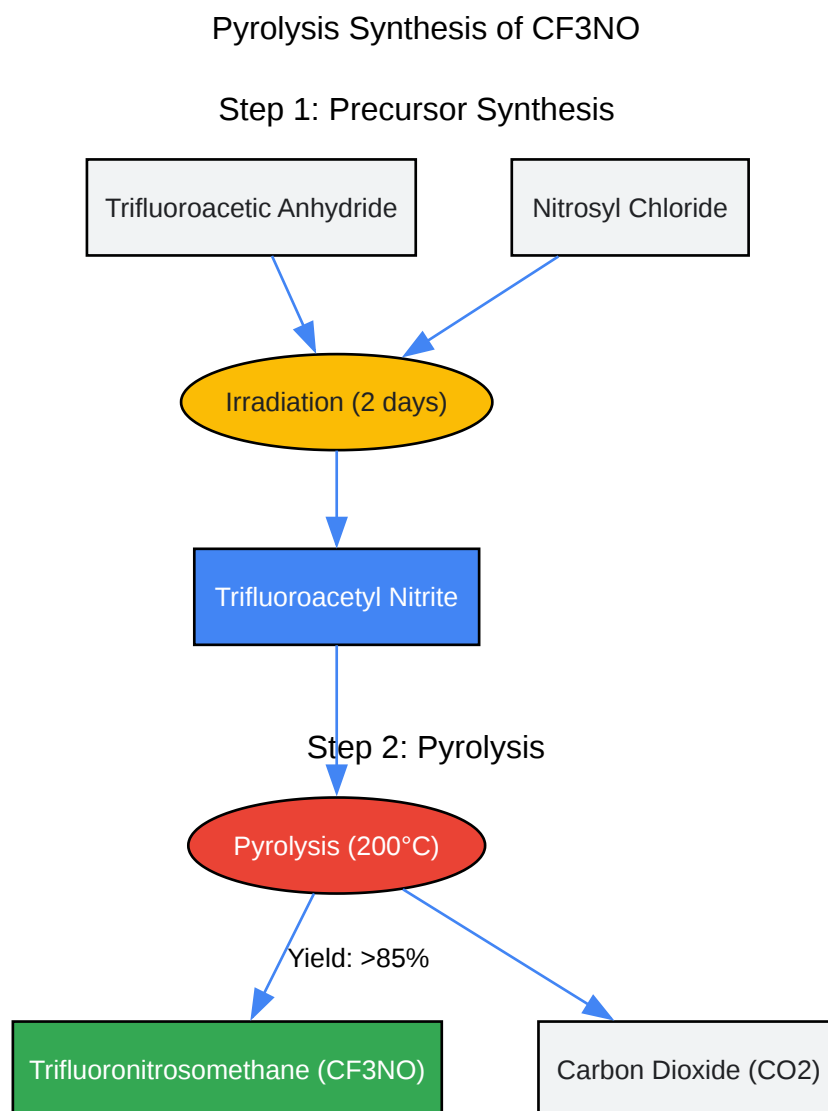 Pyrolysis Synthesis of CF3NO
Step 1: Precursor Synthesis
Trifluoroacetic Anhydride
Nitrosyl Chloride
Irradiation (2 days)
Trifluoroacetyl Nitrite
Step 2: Pyrolysis
Pyrolysis (200°C)
Yield: >85%
Trifluoronitrosomethane (CF3NO)
Carbon Dioxide (CO2)